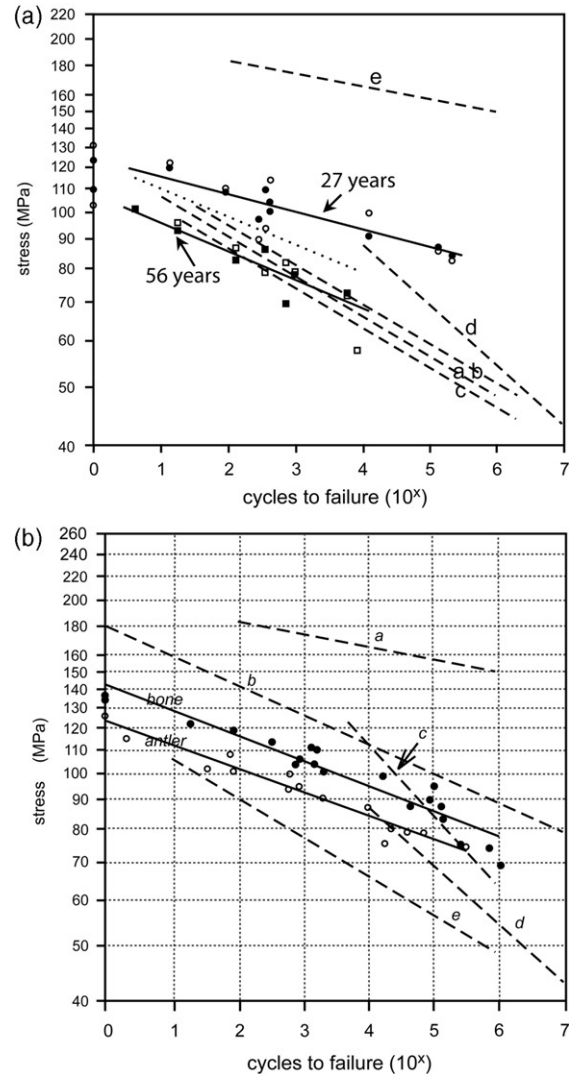 (a)
220
180
160
150
140
130
120
110
100
90
80
70
60
50
40
stress (MPa)
e
27 years
56 years
d
a b
c
0 1 2 3 4 5 6 7
cycles to failure (10ˣ)
(b)
260
240
220
200
180
160
150
140
130
120
110
100
90
80
70
60
50
40
stress (MPa)
a
b
bone
c
antler
e
d
0 1 2 3 4 5 6 7
cycles to failure (10ˣ)